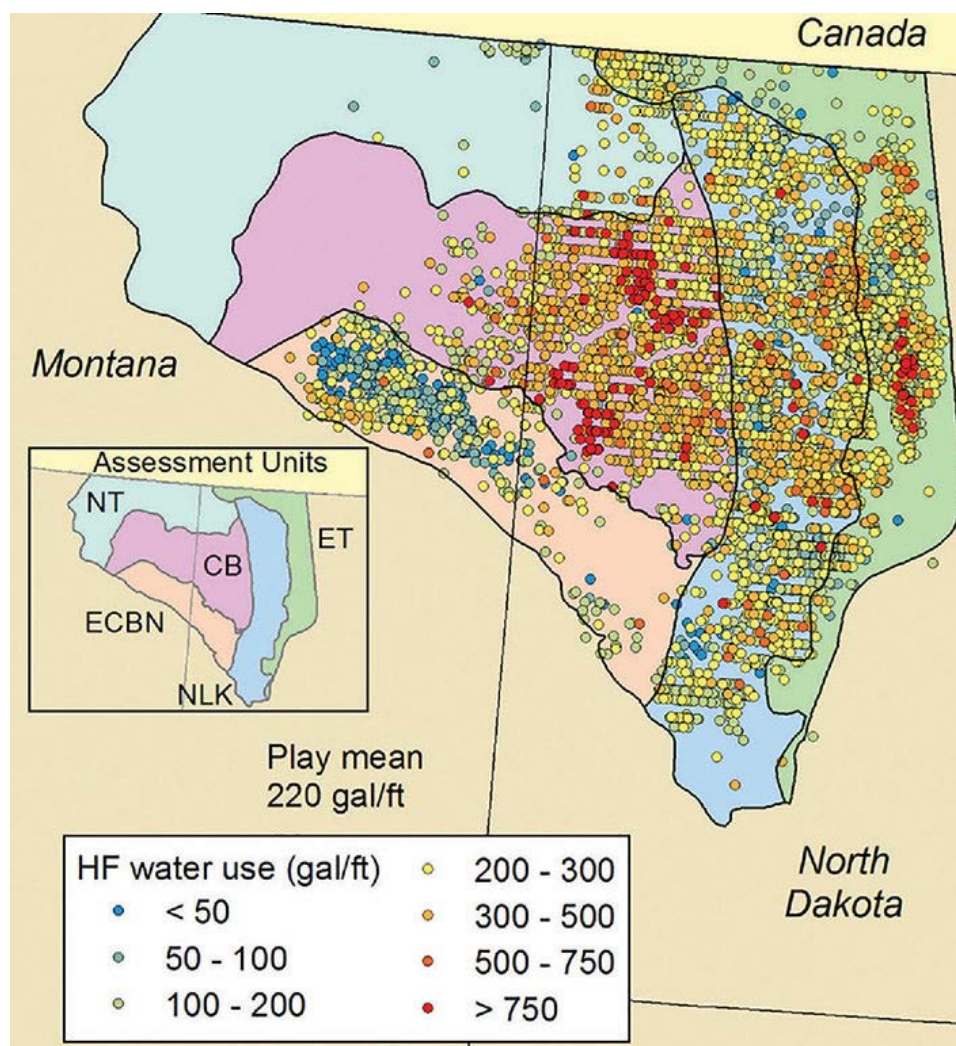 Canada
Montana
Assessment Units
NT
ET
CB
ECBN
NLK
Play mean
220 gal/ft
North
Dakota
HF water use (gal/ft)
< 50
50 - 100
100 - 200
200 - 300
300 - 500
500 - 750
> 750